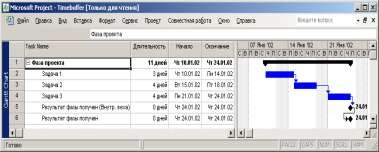 Microsoft Project - Timebuffer [Только для чтения]
Файл Правка Вид Вставка Формат Сервис Проект Совместная работа Окно Справка Введите вопрос
Фаза проекта
Task Name Длительность Начало Окончание 07 Янв '02 14 Янв '02 21 Янв '02
1 Фаза проекта 11 дней Чт 10.01.02 Чт 24.01.02
2 Задача 1 3 дней Чт 10.01.02 Пн 14.01.02
3 Задача 2 4 дней Вт 15.01.02 Пт 18.01.02
4 Задача 3 4 дней Пн 21.01.02 Чт 24.01.02
5 Результат фазы получен (Внутр. веха) 0 дней Чт 24.01.02 Чт 24.01.02 24.01
6 Результат фазы получен 0 дней Чт 24.01.02 Чт 24.01.02 24.01
Gantt Chart
Готово EXT CAPS NUM SCRL OVR